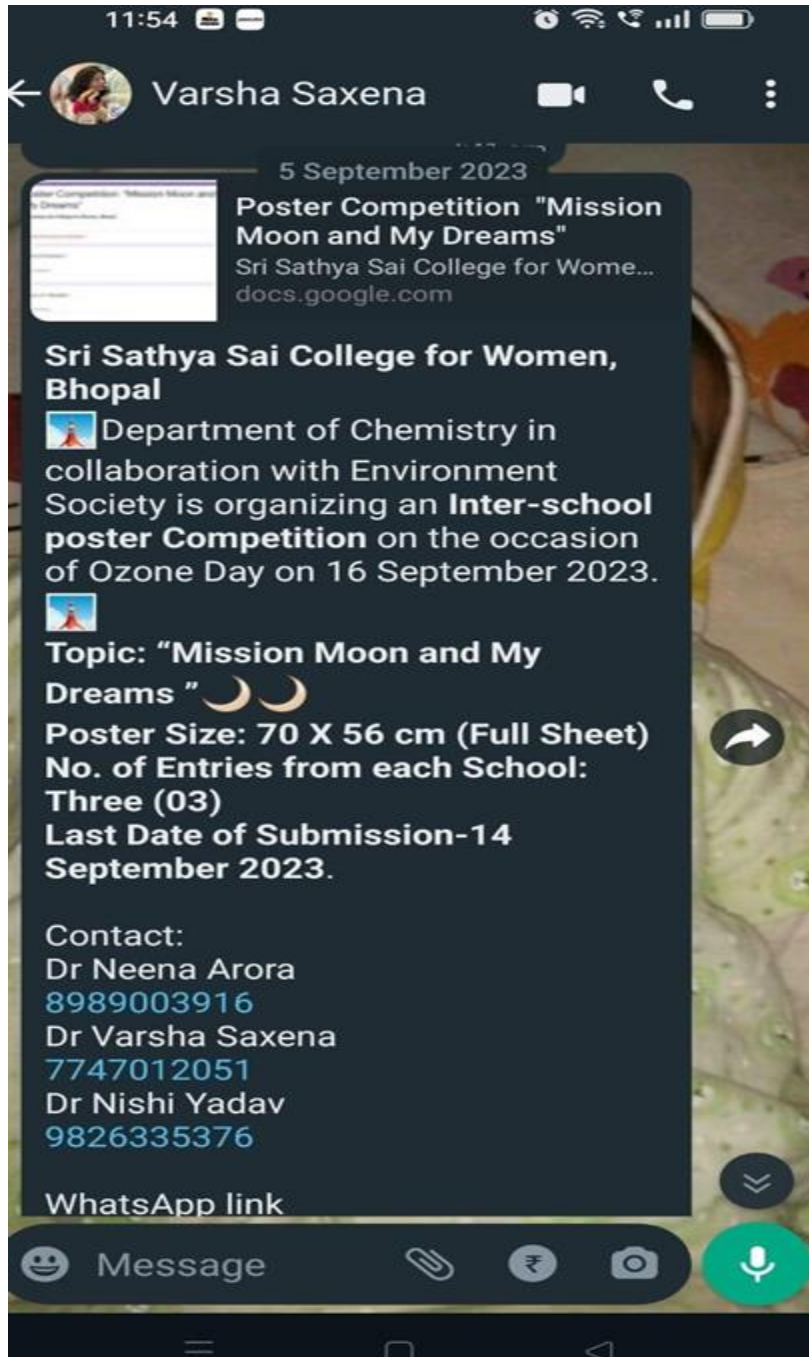 11:54
Varsha Saxena
5 September 2023
Poster Competition "Mission
Moon and My Dreams"
Sri Sathya Sai College for Wome...
docs.google.com
Sri Sathya Sai College for Women,
Bhopal
Department of Chemistry in
collaboration with Environment
Society is organizing an Inter-school
poster Competition on the occasion
of Ozone Day on 16 September 2023.
Topic: “Mission Moon and My
Dreams ”🌙🌙
Poster Size: 70 X 56 cm (Full Sheet)
No. of Entries from each School:
Three (03)
Last Date of Submission-14
September 2023.
Contact:
Dr Neena Arora
8989003916
Dr Varsha Saxena
7747012051
Dr Nishi Yadav
9826335376
WhatsApp link
Message